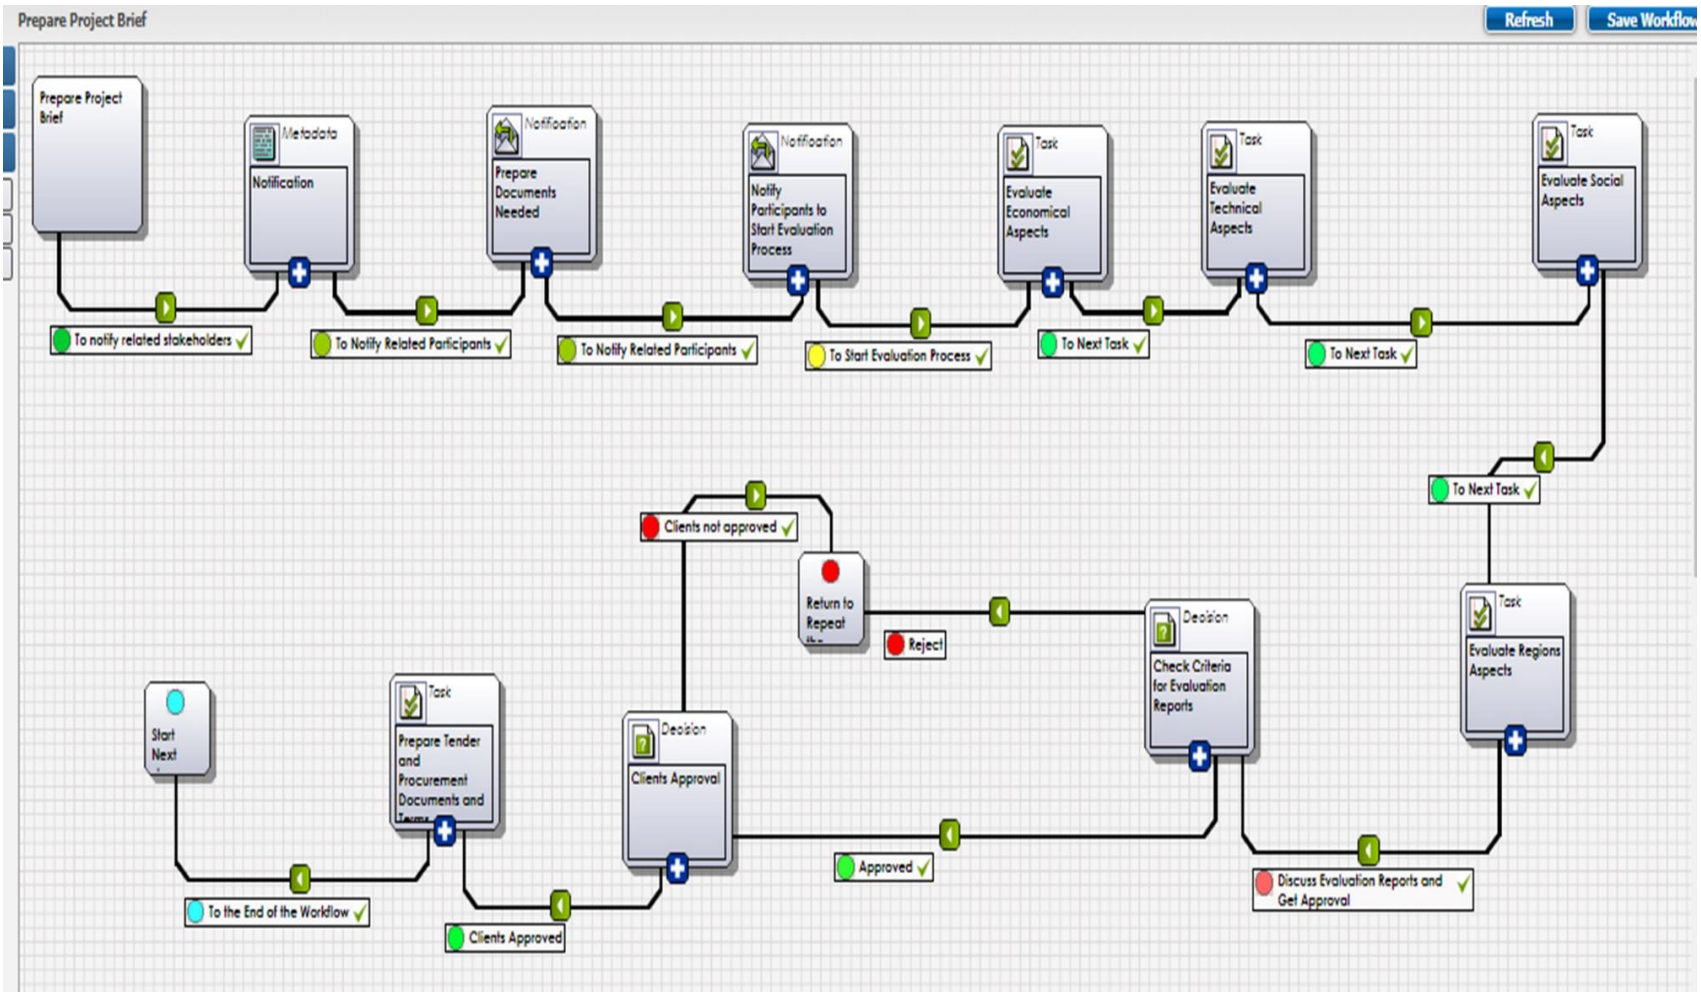 Prepare Project Brief
Refresh
Save Workflow
Prepare Project
Brief
Metadata
Notification
Notification
Prepare
Documents
Needed
Notification
Notify
Participants to
Start Evaluation
Process
Task
Evaluate
Economical
Aspects
Task
Evaluate
Technical
Aspects
Task
Evaluate Social
Aspects
To notify related stakeholders
To Notify Related Participants
To Notify Related Participants
To Start Evaluation Process
To Next Task
To Next Task
To Next Task
Clients not approved
Return to
Repeat
Reject
Decision
Check Criteria
for Evaluation
Reports
Task
Evaluate Regions
Aspects
Start
Next
Task
Prepare Tender
and
Procurement
Documents and
Terms
Decision
Clients Approval
Approved
Discuss Evaluation Reports and
Get Approval
To the End of the Workflow
Clients Approved